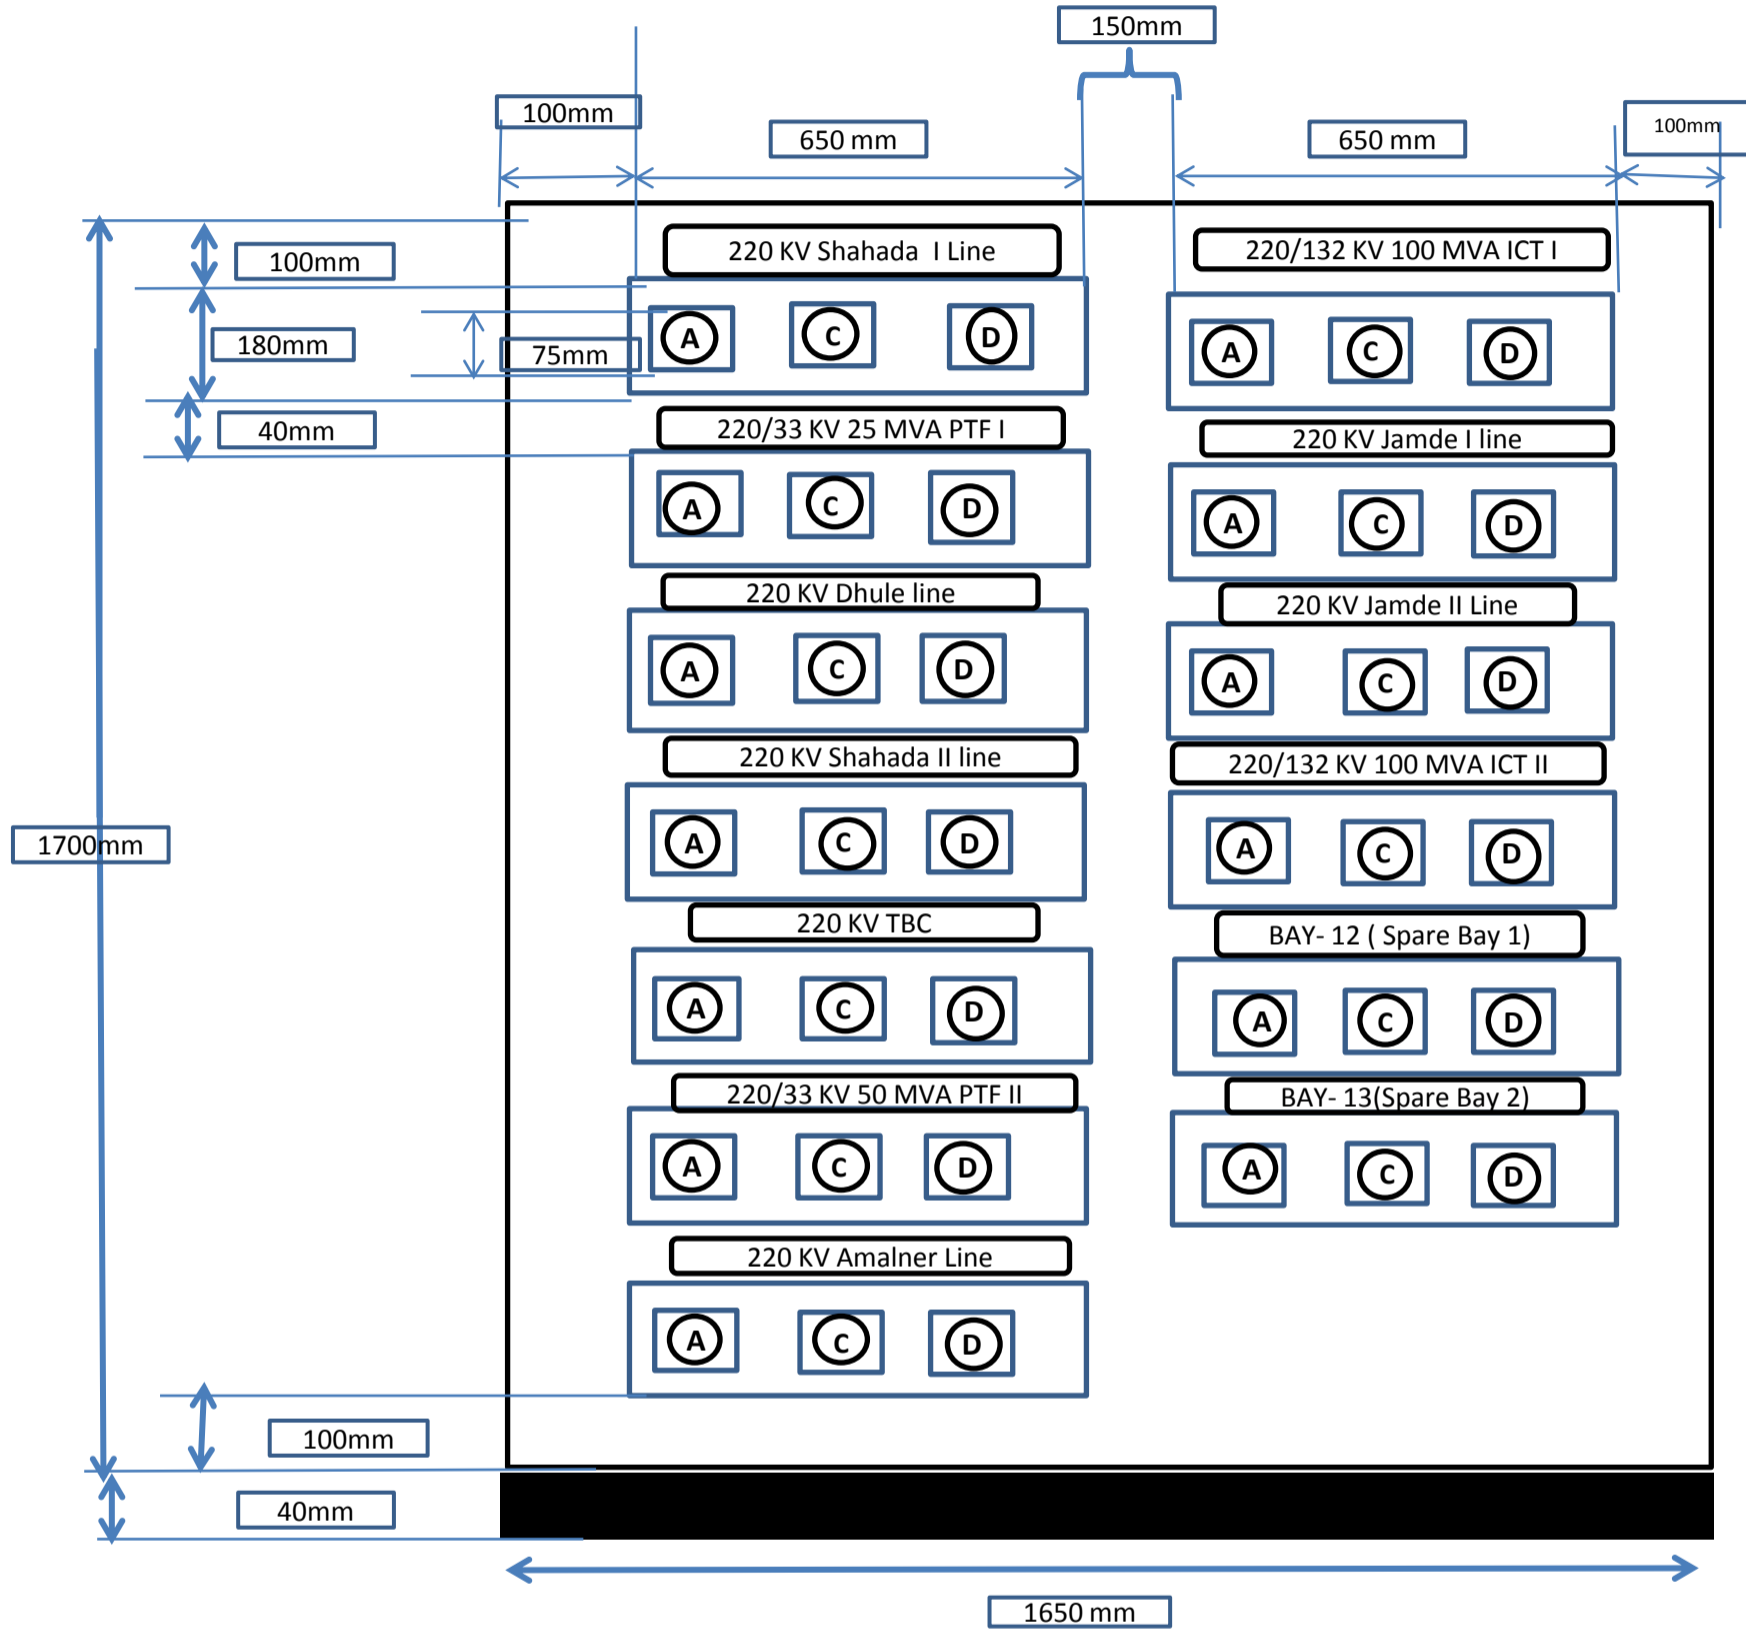 150mm
100mm
650 mm
650 mm
100mm
220 KV Shahada  I Line
220/132 KV 100 MVA ICT I
100mm
A C D
A C D
180mm
75mm
40mm
220/33 KV 25 MVA PTF I
220 KV Jamde I line
A C D
A C D
220 KV Dhule line
220 KV Jamde II Line
A C D
A C D
220 KV Shahada II line
220/132 KV 100 MVA ICT II
1700mm
A C D
A C D
220 KV TBC
BAY- 12 ( Spare Bay 1)
A C D
A C D
220/33 KV 50 MVA PTF II
BAY- 13(Spare Bay 2)
A C D
A C D
220 KV Amalner Line
A C D
100mm
40mm
1650 mm